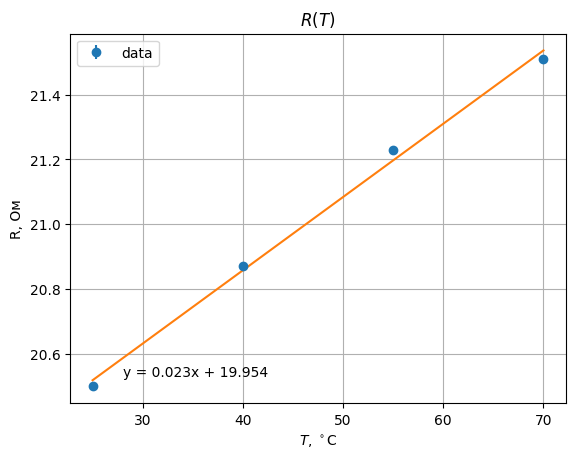 R(T)
data
21.4
21.2
21.0
20.8
20.6
R, Ом
y = 0.023x + 19.954
30
40
50
60
70
T, °C